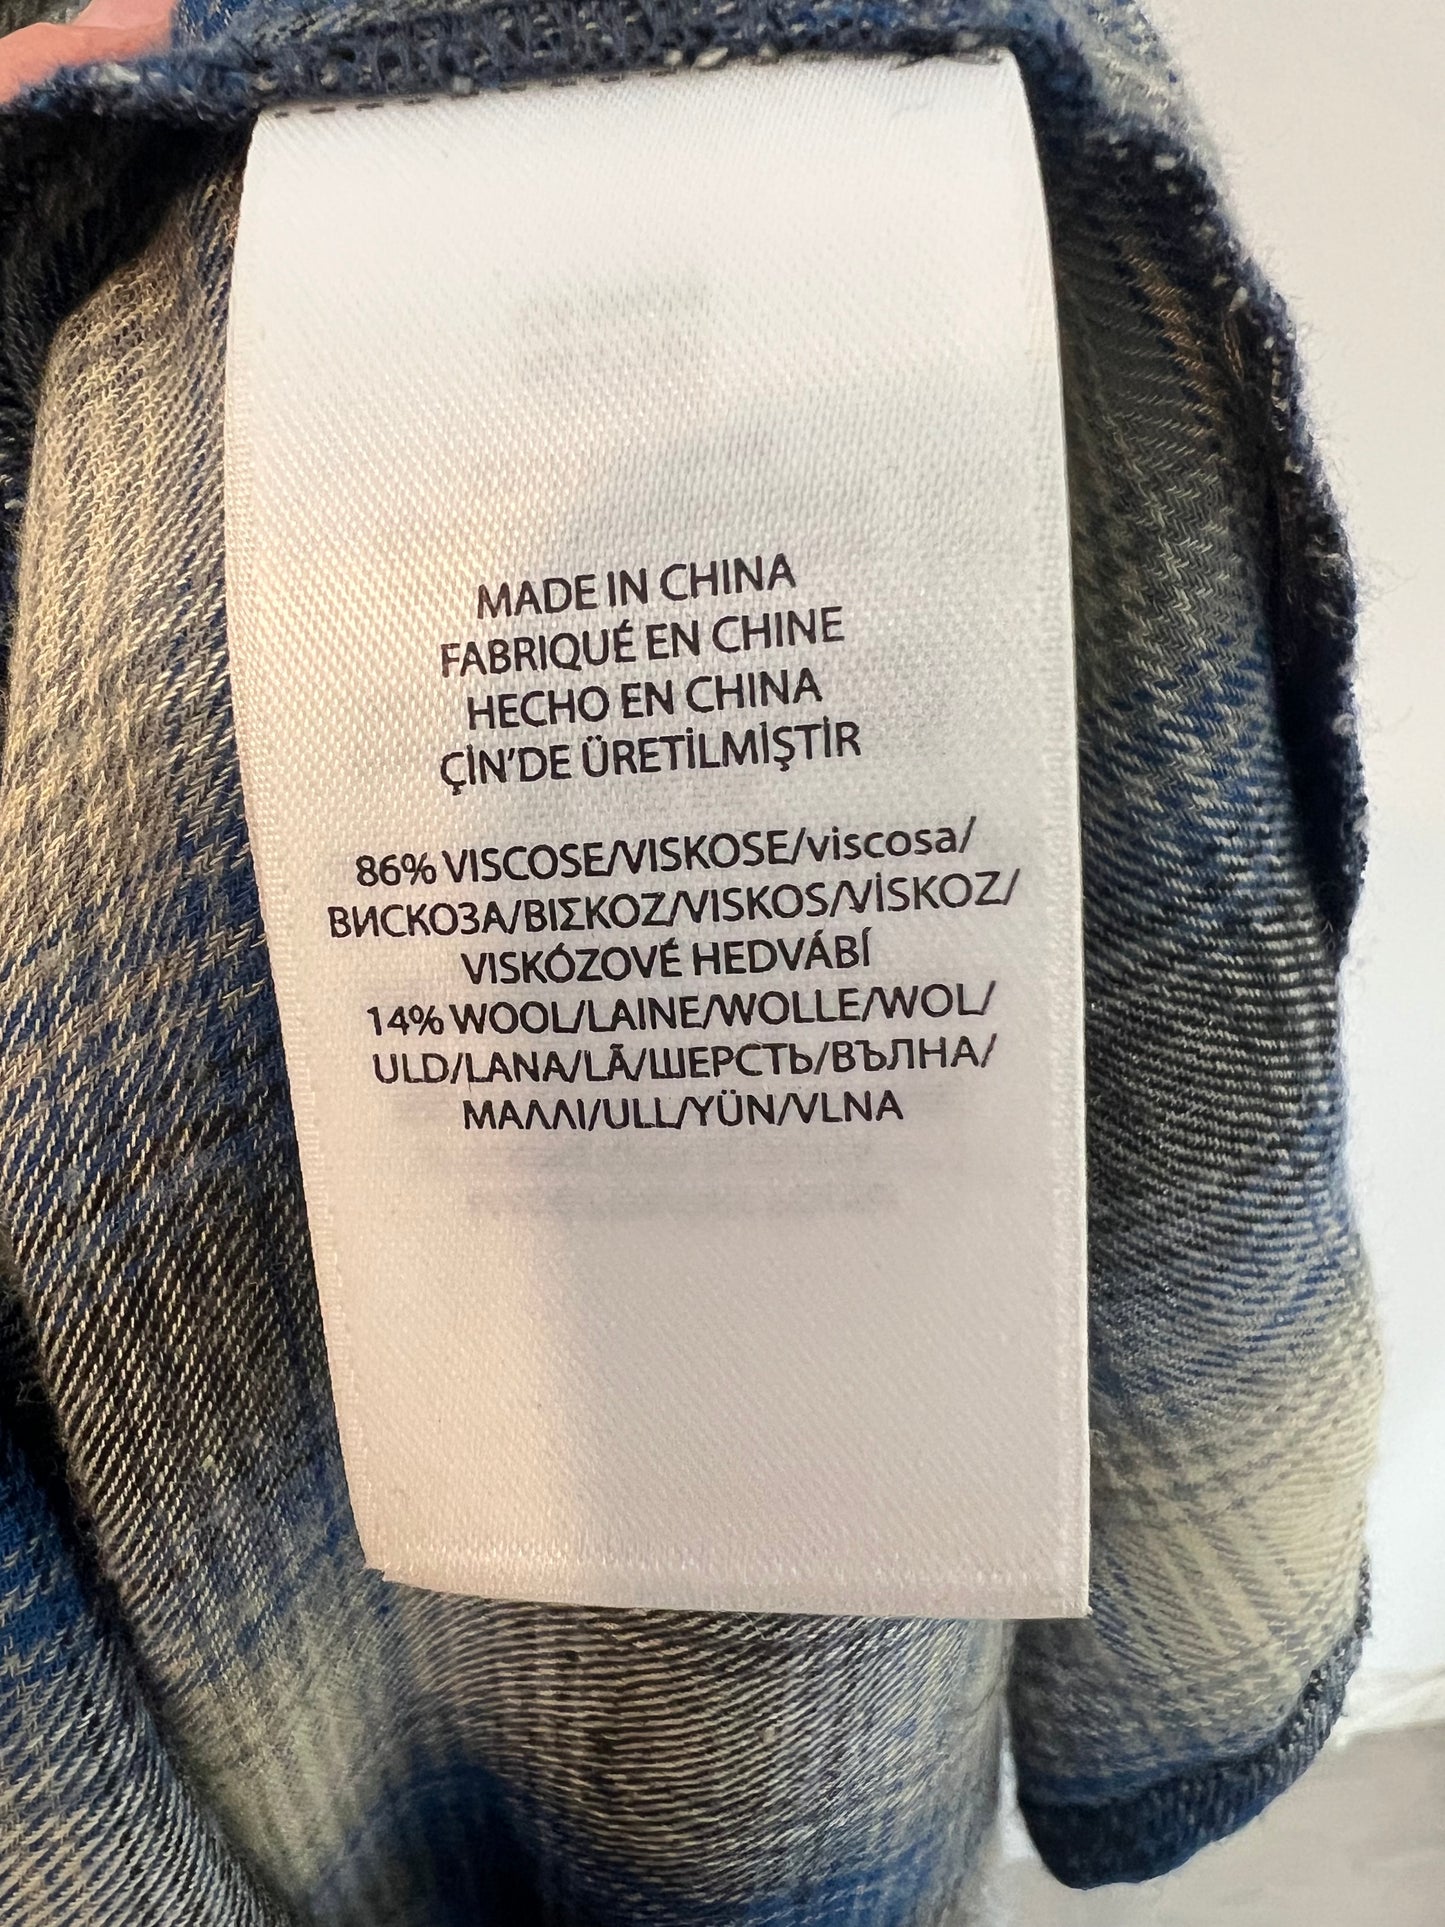 MADE IN CHINA
FABRIQUÉ EN CHINE
HECHO EN CHINA
ÇİN'DE ÜRETİLMİŞTİR
86% VISCOSE/VISKOSE/viscosa/
ВИСКОЗА/ΒΙΣΚΟΖ/VISKOS/VİSKOZ/
VISKÓZOVÉ HEDVÁBÍ
14% WOOL/LAINE/WOLLE/WOL/
ULD/LANA/LÃ/ШЕРСТЬ/ВЪЛНА/
ΜΑΛΛΙ/ULL/YÜN/VLNA